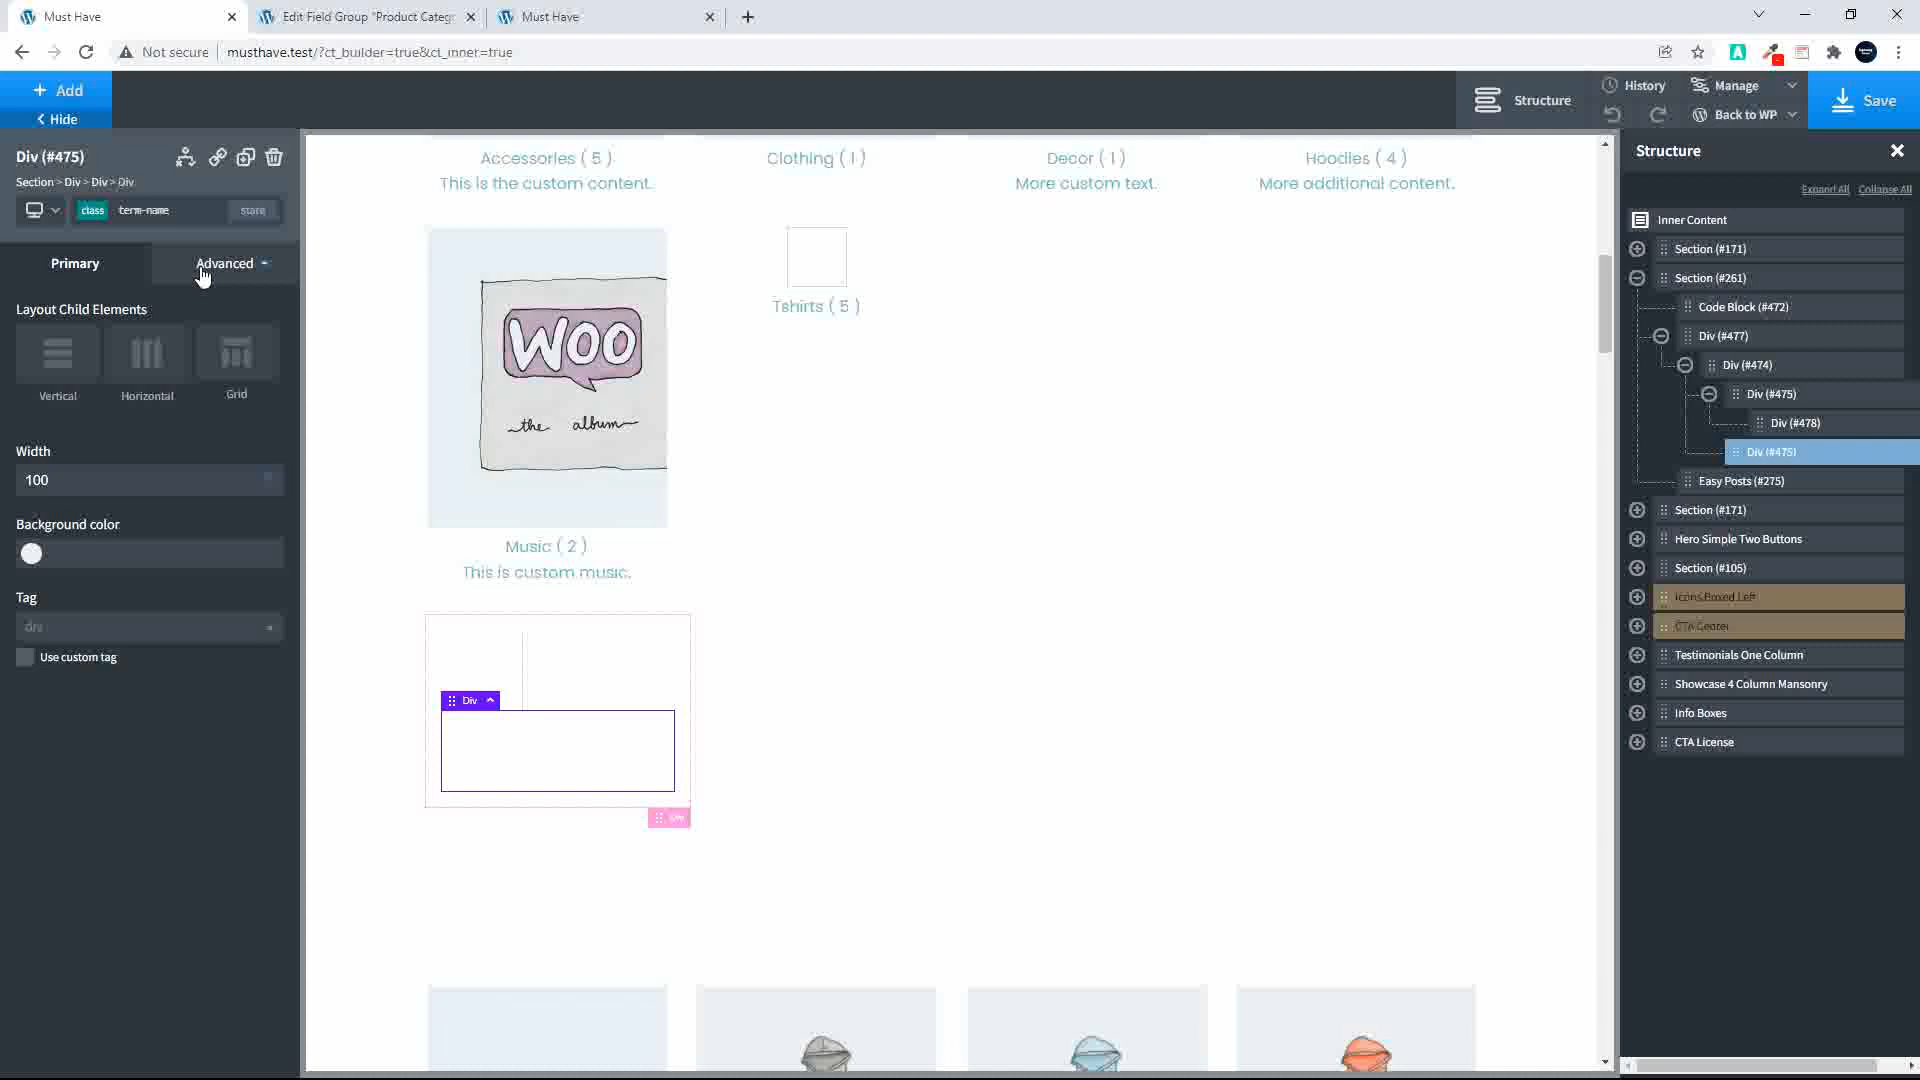 Must Have
Edit Field Group "Product Categ
Must Have
Not secure
musthave.test/?ct_builder=true&ct_inner=true
+ Add
Hide
Structure
History
Manage
Back to WP
Save
Div (#475)
Section > Div > Div > Div
class
term-name
state
Primary
Advanced
Layout Child Elements
Vertical
Horizontal
Grid
Width
100
Background color
Tag
div
Use custom tag
Accessories ( 5 )
This is the custom content.
Clothing ( 1 )
Decor ( 1 )
More custom text.
Hoodies ( 4 )
More additional content.
WOO
the album
Tshirts ( 5 )
Music ( 2 )
This is custom music.
Div
Div
Structure
Expand All
Collapse All
Inner Content
Section (#171)
Section (#261)
Code Block (#472)
Div (#477)
Div (#474)
Div (#475)
Div (#478)
Div (#475)
Easy Posts (#275)
Section (#171)
Hero Simple Two Buttons
Section (#105)
Icons Boxed Left
CTA Center
Testimonials One Column
Showcase 4 Column Mansonry
Info Boxes
CTA License